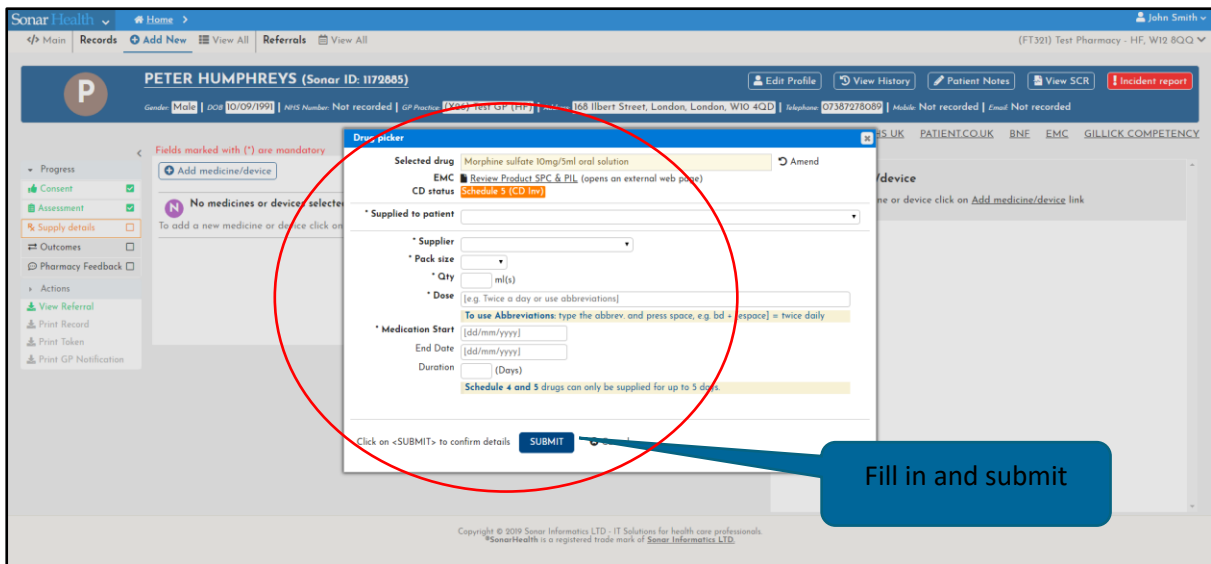 Sonar Health Home > John Smith
</> Main Records Add New View All Referrals View All (FT321) Test Pharmacy - HF, W12 8QQ
P
PETER HUMPHREYS (Sonar ID: 1172885)
Edit Profile View History Patient Notes View SCR Incident report
Gender: Male | DOB 10/09/1991 | NHS Number: Not recorded | GP Practice: Test GP (HF) | 168 Ilbert Street, London, London, W10 4QD | Telephone: 07387278089 | Mobile: Not recorded | Email: Not recorded
UK PATIENT.CO.UK BNF EMC GILLICK COMPETENCY
Fields marked with (*) are mandatory
Progress
Consent
Assessment
Supply details
Outcomes
Pharmacy Feedback
Actions
View Referral
Print Record
Print Token
Print GP Notification
Add medicine/device
N No medicines or devices
To add a new medicine or device click on
Drug picker
Selected drug Morphine sulfate 10mg/5ml oral solution Amend
EMC Review Product SPC & PIL (opens an external web page)
CD status Schedule 5 (CD Inv)
* Supplied to patient
* Supplier
* Pack size
* Qty ml(s)
* Dose [e.g. Twice a day or use abbreviations]
To use Abbreviations: type the abbrev. and press space, e.g. bd + [espace] = twice daily
* Medication Start [dd/mm/yyyy]
End Date [dd/mm/yyyy]
Duration (Days)
Schedule 4 and 5 drugs can only be supplied for up to 5 days.
Click on <SUBMIT> to confirm details SUBMIT
/device
or device click on Add medicine/device link
Fill in and submit
Copyright © 2019 Sonar Informatics LTD - IT Solutions for health care professionals.
®SonarHealth is a registered trade mark of Sonar Informatics LTD.